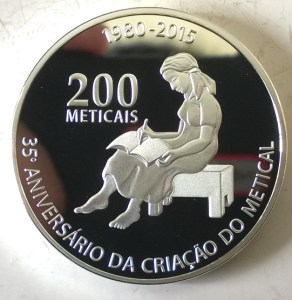 1980-2015
200
METICAIS
35º ANIVERSÁRIO DA CRIAÇÃO DO METICAL